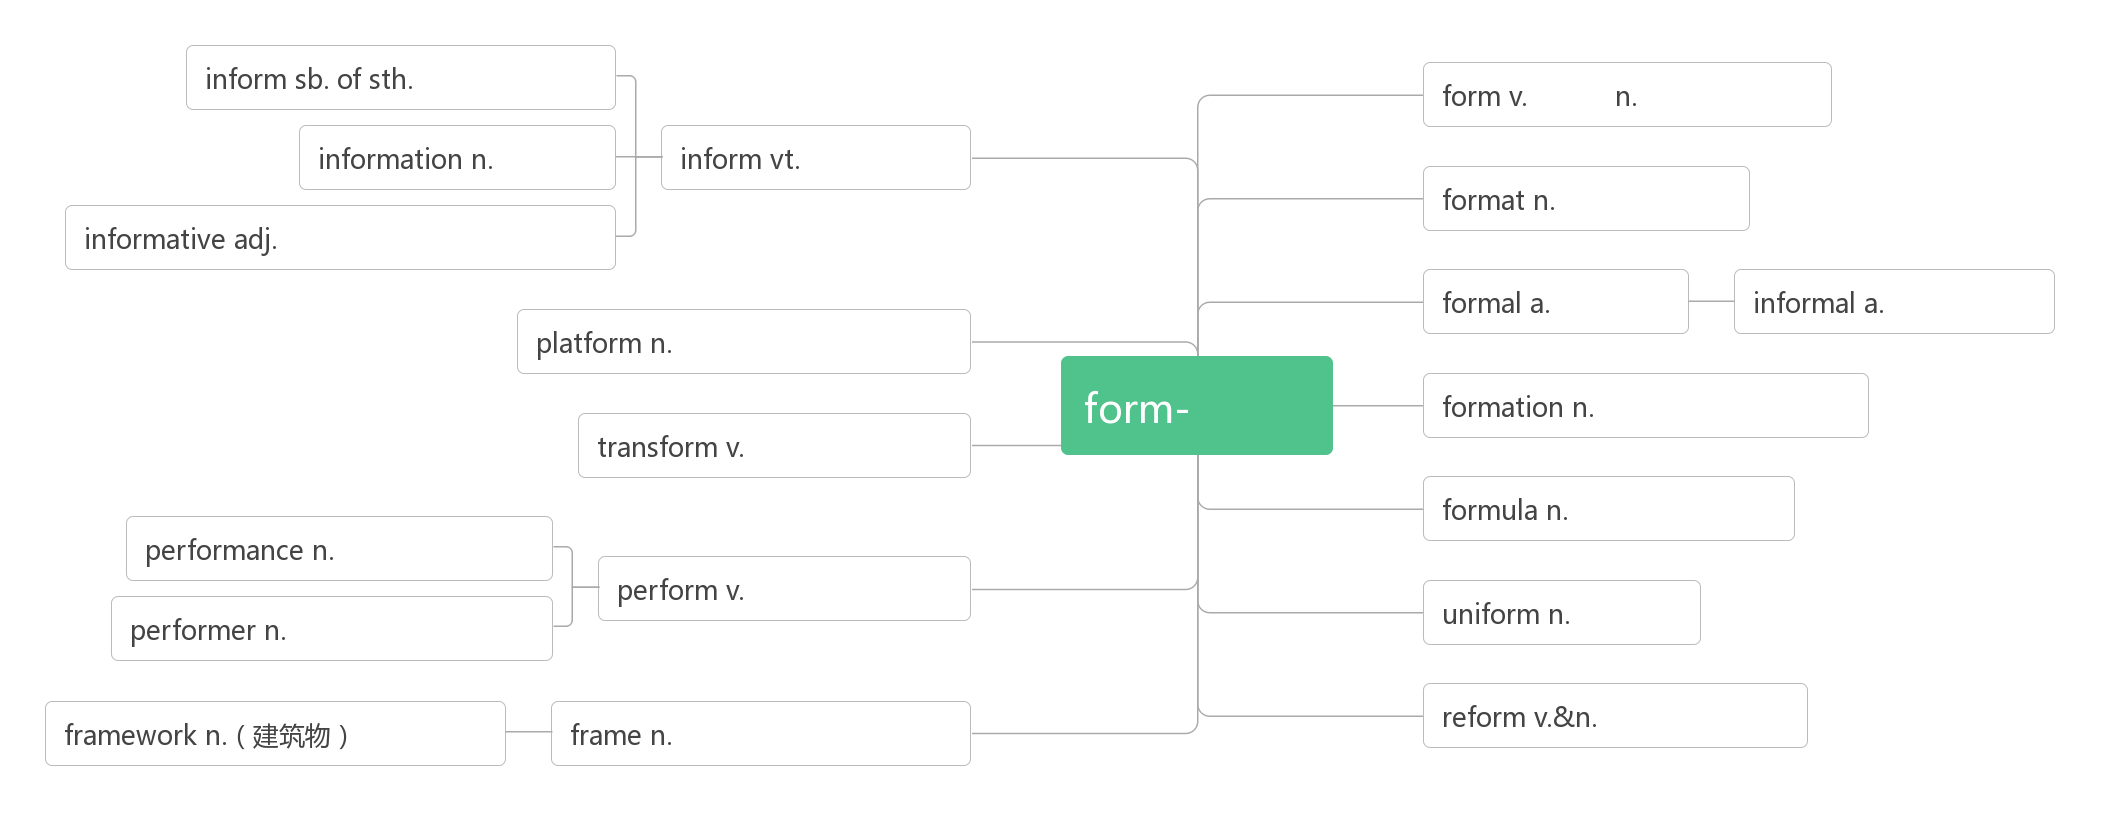 form-
form v. n.
format n.
formal a.
informal a.
formation n.
formula n.
uniform n.
reform v.&n.
inform vt.
inform sb. of sth.
information n.
informative adj.
platform n.
transform v.
perform v.
performance n.
performer n.
frame n.
framework n. ( 建筑物 )